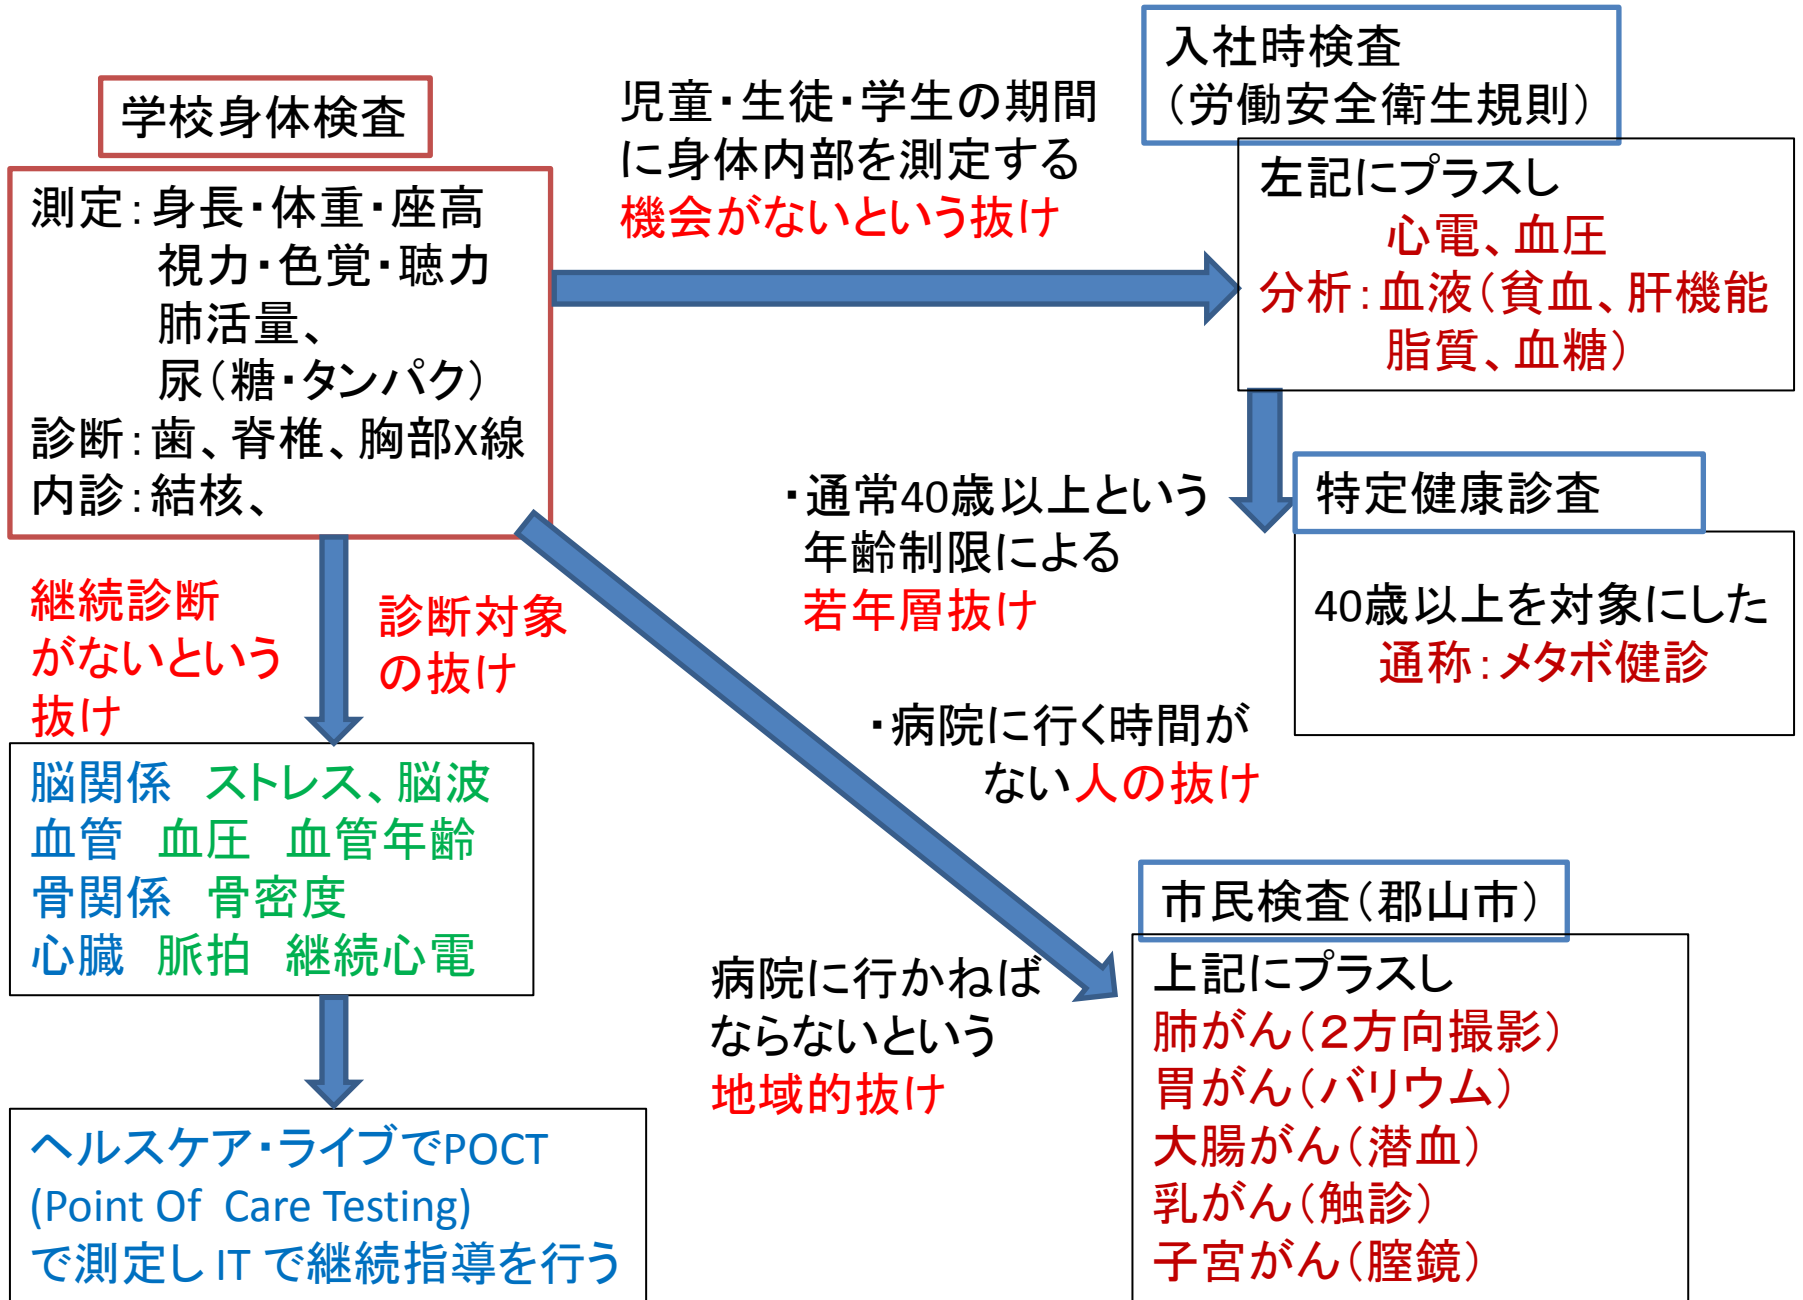 学校身体検査
測定：身長・体重・座高
視力・色覚・聴力
肺活量、
尿（糖・タンパク）
診断：歯、脊椎、胸部X線
内診：結核、
児童・生徒・学生の期間
に身体内部を測定する
機会がないという抜け
入社時検査
（労働安全衛生規則）
左記にプラスし
心電、血圧
分析：血液（貧血、肝機能
脂質、血糖）
・通常40歳以上という
年齢制限による
若年層抜け
特定健康診査
40歳以上を対象にした
通称：メタボ健診
継続診断
がないという
抜け
診断対象
の抜け
・病院に行く時間が
ない人の抜け
脳関係　ストレス、脳波
血管　血圧　血管年齢
骨関係　骨密度
心臓　脈拍　継続心電
病院に行かねば
ならないという
地域的抜け
市民検査（郡山市）
上記にプラスし
肺がん（２方向撮影）
胃がん（バリウム）
大腸がん（潜血）
乳がん（触診）
子宮がん（膣鏡）
ヘルスケア・ライブでPOCT
(Point Of Care Testing)
で測定し IT で継続指導を行う